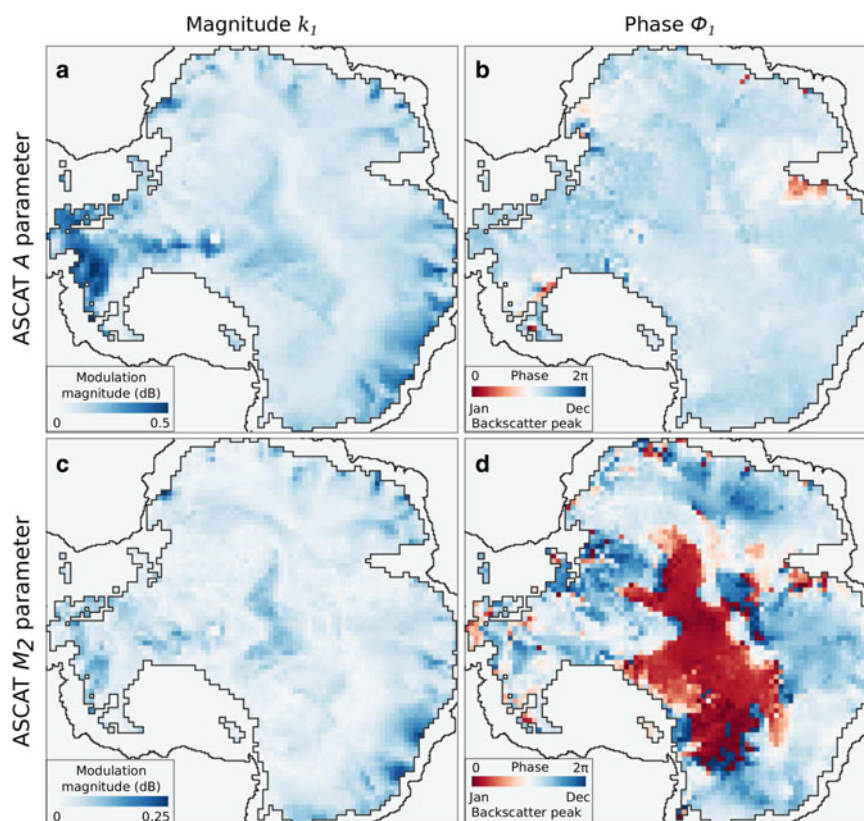 Magnitude k1
Phase Φ1
ASCAT A parameter
a
Modulation
magnitude (dB)
0 0.5
b
0 Phase 2π
Jan Dec
Backscatter peak
ASCAT M2 parameter
c
Modulation
magnitude (dB)
0 0.25
d
0 Phase 2π
Jan Dec
Backscatter peak